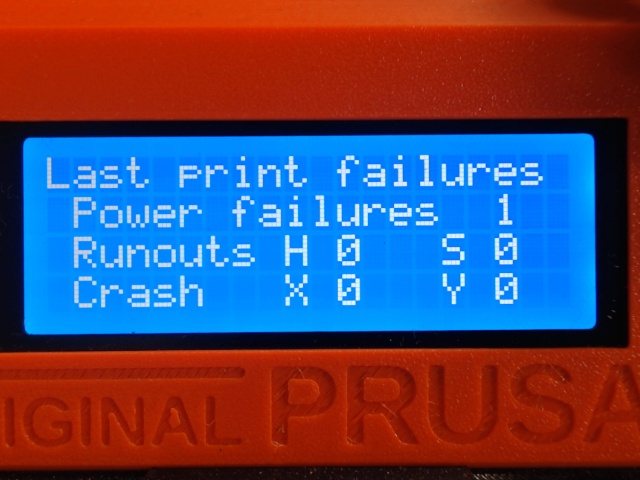 Last print failures
Power failures 1
Runouts H 0 S 0
Crash X 0 Y 0
IGINAL PRUSA